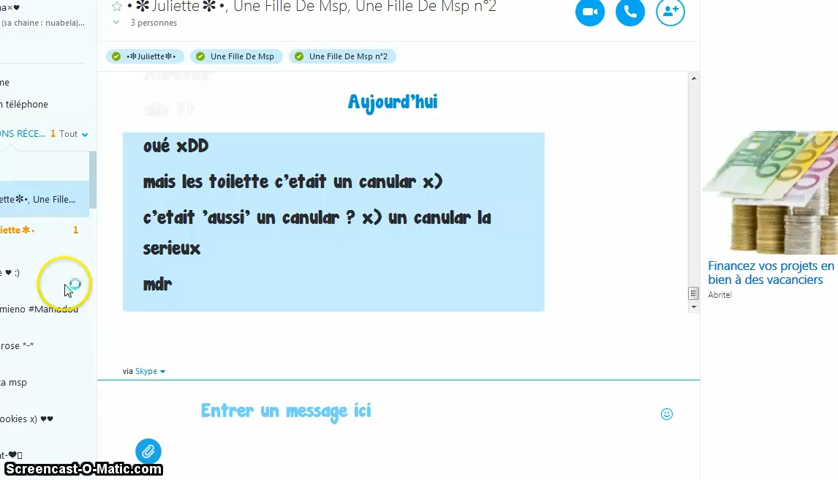 • ✻Juliette✻ •, Une Fille De Msp, Une Fille De Msp n°2
3 personnes
(sa chaine : nuabela)
•✻Juliette✻• Une Fille De Msp Une Fille De Msp n°2
n téléphone
ONS RÉCE... 1 Tout
Aujourd'hui
oué xDD
mais les toilette c'etait un canular x)
c'etait 'aussi' un canular ? x) un canular la
serieux
mdr
ette✻•, Une Fille...
iette✻• 1
e ♥ :)
mieno #Mamadou
rose *-*
ta msp
ookies x) ♥♥
via Skype
Entrer un message ici
Financez vos projets en
bien à des vacanciers
Abritel
Screencast-O-Matic.com